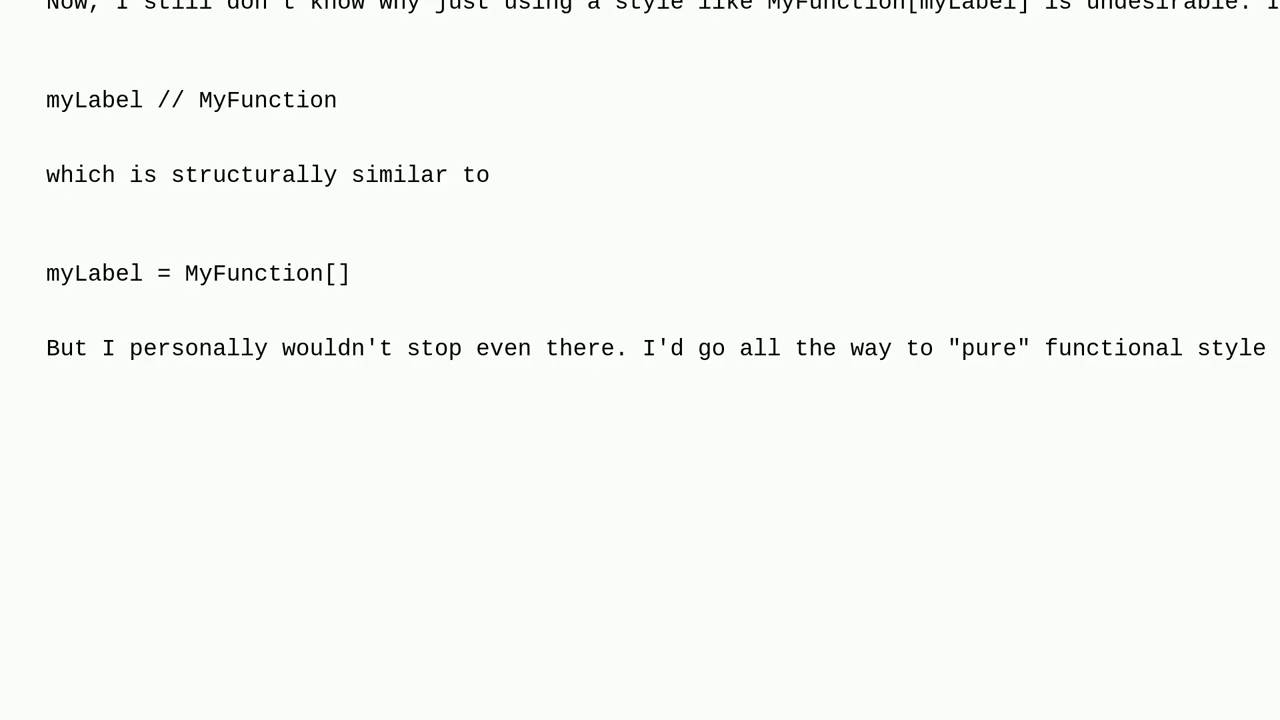 Now, I still don't know why just using a style like MyFunction[myLabel] is undesirable. I
myLabel // MyFunction
which is structurally similar to
myLabel = MyFunction[]
But I personally wouldn't stop even there. I'd go all the way to "pure" functional style